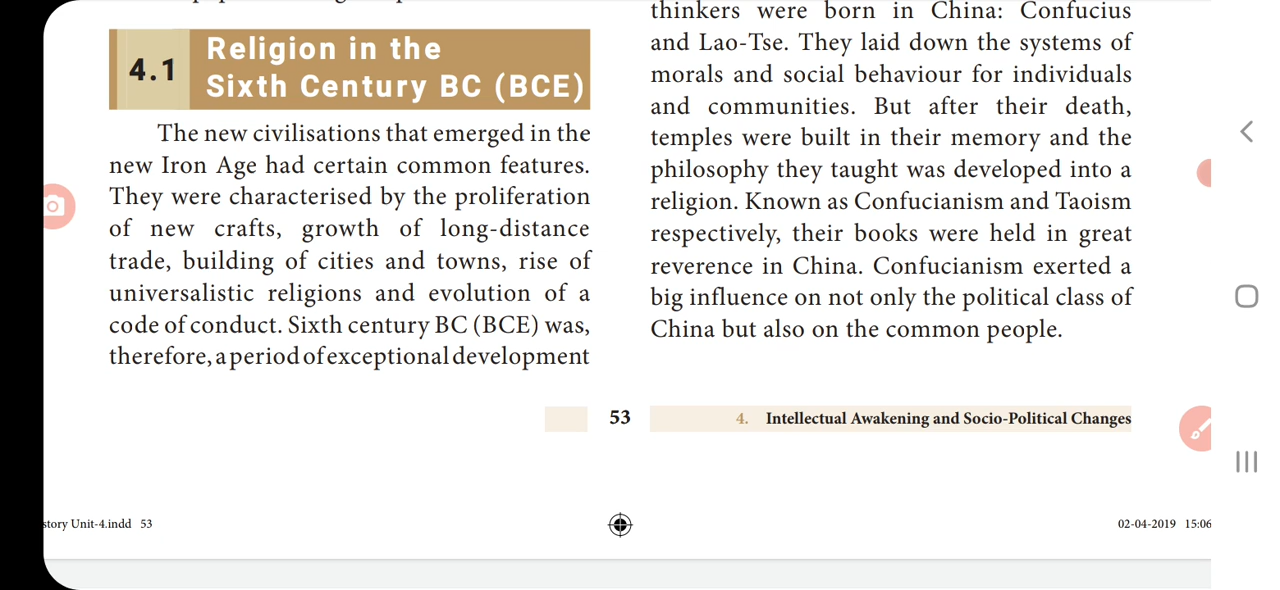 4.1 Religion in the
Sixth Century BC (BCE)
The new civilisations that emerged in the
new Iron Age had certain common features.
They were characterised by the proliferation
of new crafts, growth of long-distance
trade, building of cities and towns, rise of
universalistic religions and evolution of a
code of conduct. Sixth century BC (BCE) was,
therefore, a period of exceptional development
thinkers were born in China: Confucius
and Lao-Tse. They laid down the systems of
morals and social behaviour for individuals
and communities. But after their death,
temples were built in their memory and the
philosophy they taught was developed into a
religion. Known as Confucianism and Taoism
respectively, their books were held in great
reverence in China. Confucianism exerted a
big influence on not only the political class of
China but also on the common people.
53
4. Intellectual Awakening and Socio-Political Changes
story Unit-4.indd 53
02-04-2019 15:06